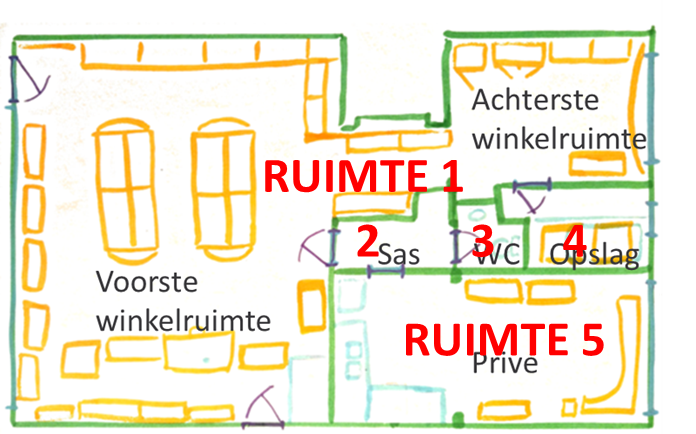 Achterste
winkelruimte
RUIMTE 1
2 Sas
3 WC
4 Opslag
Voorste
winkelruimte
RUIMTE 5
Prive